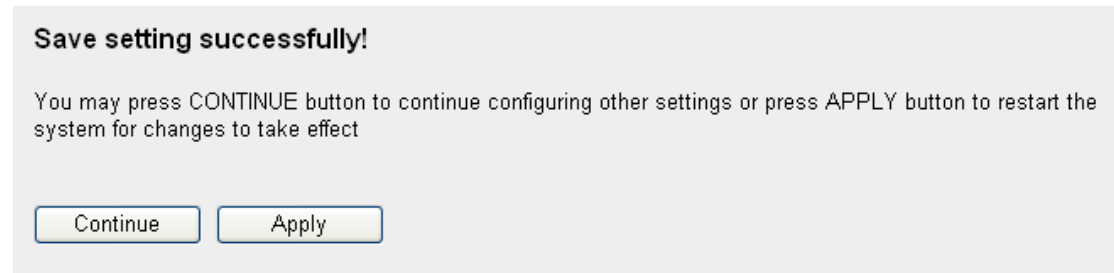 Save setting successfully!
You may press CONTINUE button to continue configuring other settings or press APPLY button to restart the
system for changes to take effect
Continue Apply